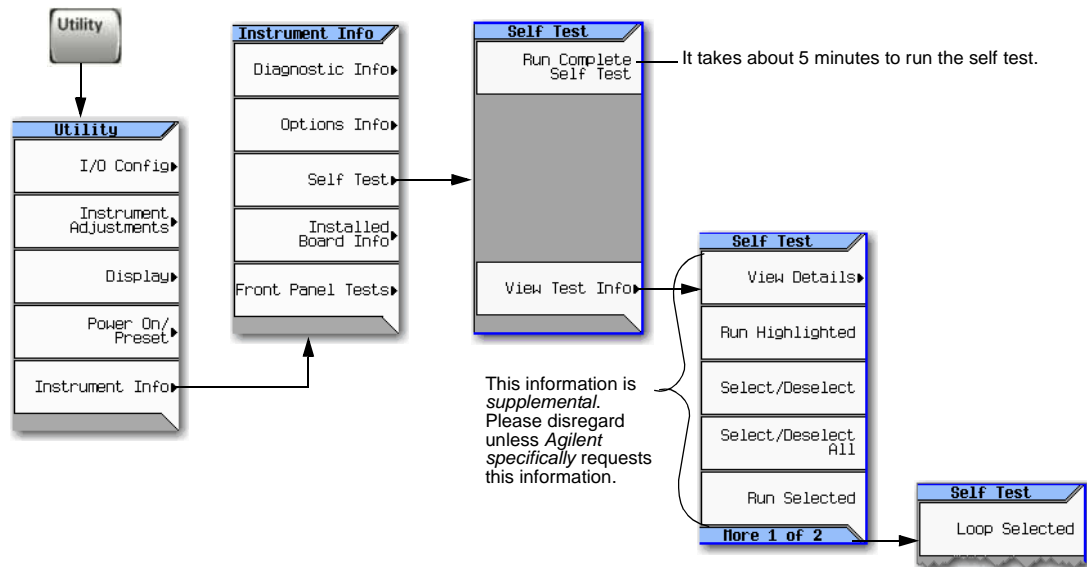 Utility
Utility
I/O Config
Instrument
Adjustments
Display
Power On/
Preset
Instrument Info
Instrument Info
Diagnostic Info
Options Info
Self Test
Installed
Board Info
Front Panel Tests
Self Test
Run Complete
Self Test
View Test Info
It takes about 5 minutes to run the self test.
This information is
supplemental.
Please disregard
unless Agilent
specifically requests
this information.
Self Test
View Details
Run Highlighted
Select/Deselect
Select/Deselect
All
Run Selected
More 1 of 2
Self Test
Loop Selected